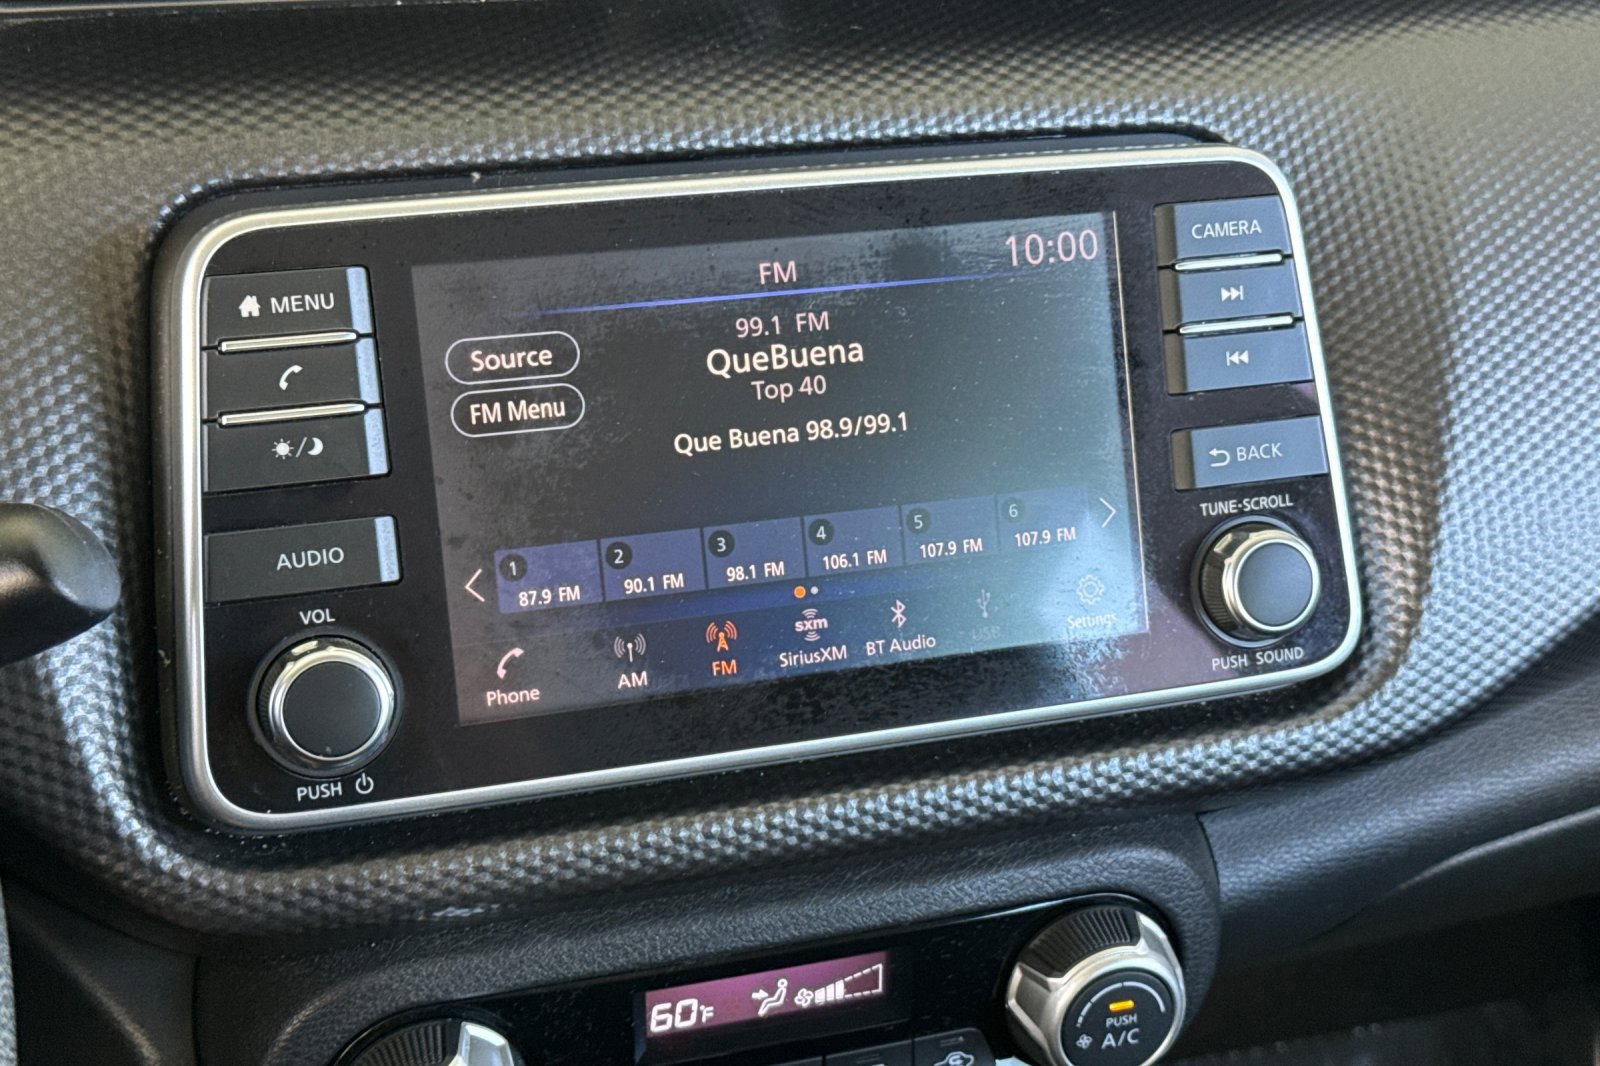 MENU
AUDIO
VOL
PUSH
FM
10:00
Source
FM Menu
99.1 FM
QueBuena
Top 40
Que Buena 98.9/99.1
1
87.9 FM
2
90.1 FM
3
98.1 FM
4
106.1 FM
5
107.9 FM
6
107.9 FM
Phone
AM
FM
sxm
SiriusXM
BT Audio
USB
Settings
CAMERA
BACK
TUNE-SCROLL
PUSH SOUND
60°F
PUSH
A/C